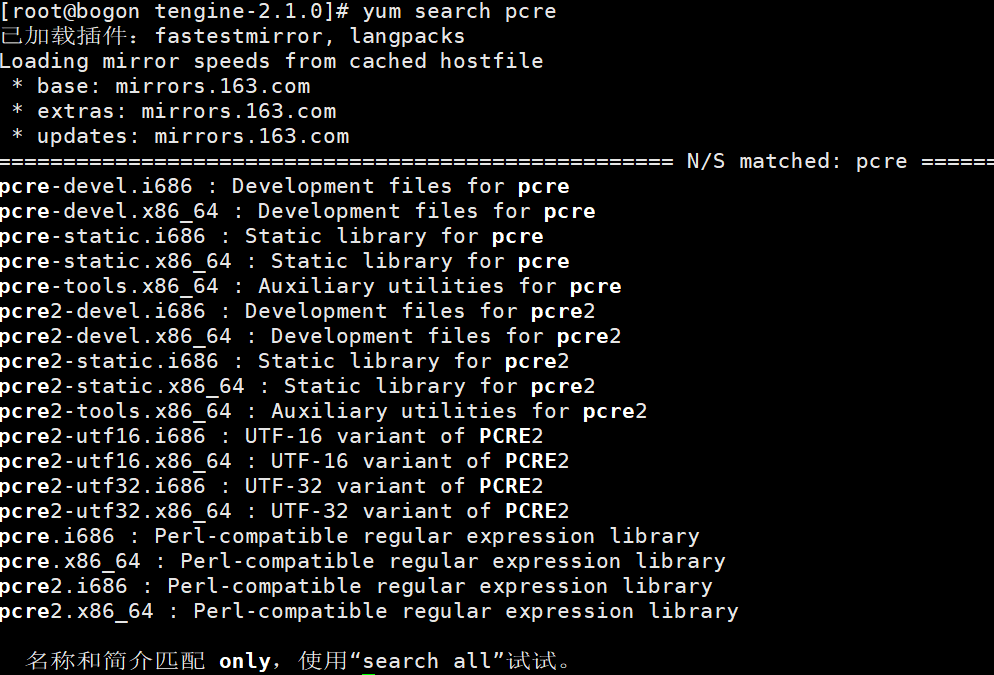 [root@bogon tengine-2.1.0]# yum search pcre
已加载插件：fastestmirror, langpacks
Loading mirror speeds from cached hostfile
 * base: mirrors.163.com
 * extras: mirrors.163.com
 * updates: mirrors.163.com
==================================================== N/S matched: pcre ======
pcre-devel.i686 : Development files for pcre
pcre-devel.x86_64 : Development files for pcre
pcre-static.i686 : Static library for pcre
pcre-static.x86_64 : Static library for pcre
pcre-tools.x86_64 : Auxiliary utilities for pcre
pcre2-devel.i686 : Development files for pcre2
pcre2-devel.x86_64 : Development files for pcre2
pcre2-static.i686 : Static library for pcre2
pcre2-static.x86_64 : Static library for pcre2
pcre2-tools.x86_64 : Auxiliary utilities for pcre2
pcre2-utf16.i686 : UTF-16 variant of PCRE2
pcre2-utf16.x86_64 : UTF-16 variant of PCRE2
pcre2-utf32.i686 : UTF-32 variant of PCRE2
pcre2-utf32.x86_64 : UTF-32 variant of PCRE2
pcre.i686 : Perl-compatible regular expression library
pcre.x86_64 : Perl-compatible regular expression library
pcre2.i686 : Perl-compatible regular expression library
pcre2.x86_64 : Perl-compatible regular expression library
  名称和简介匹配 only，使用“search all”试试。